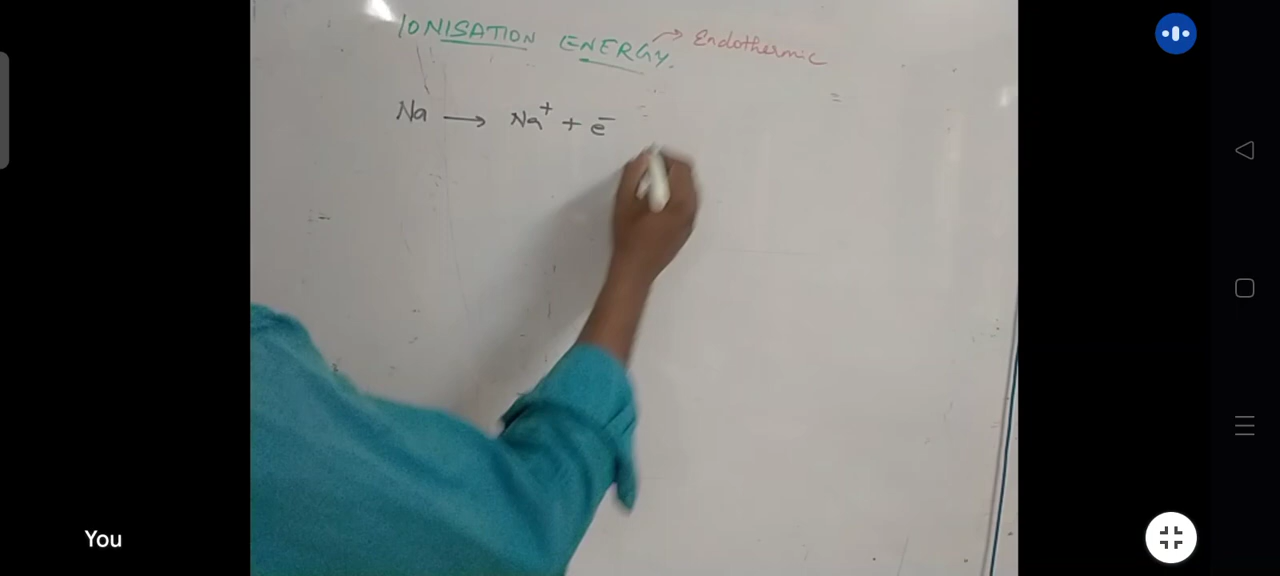 IONISATION ENERGY. → Endothermic
Na → Na⁺ + e⁻
You